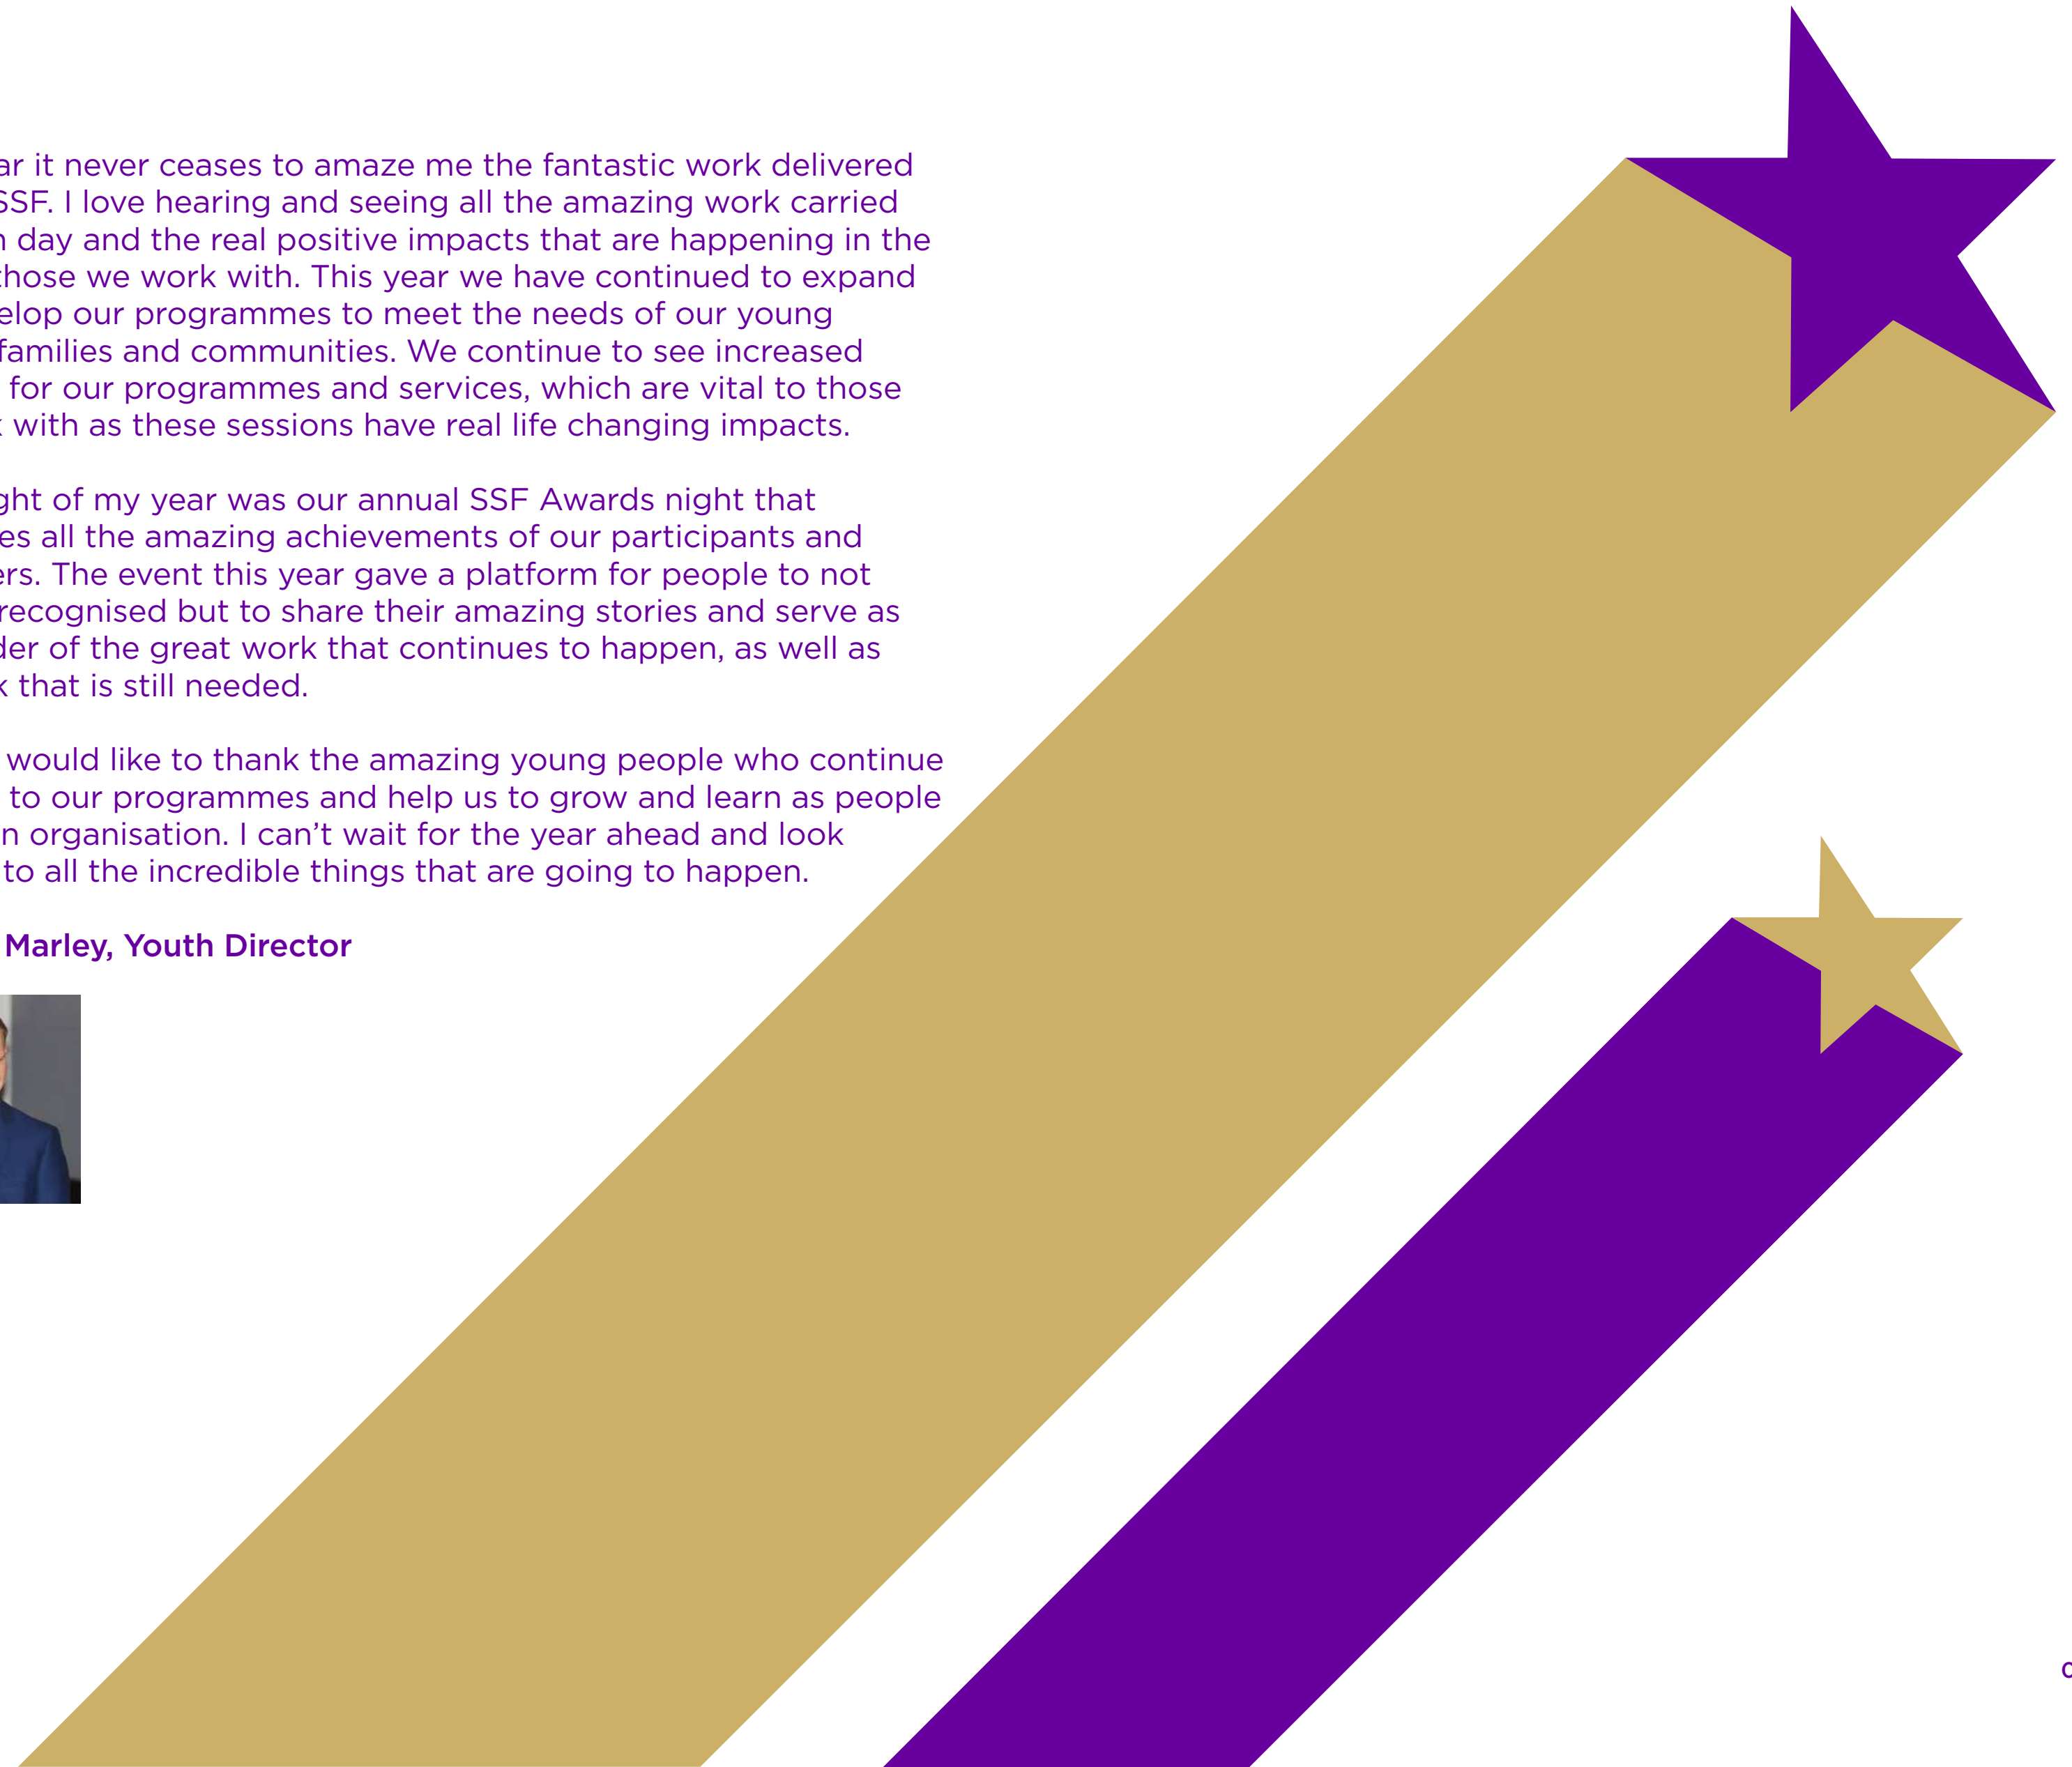 ar it never ceases to amaze me the fantastic work delivered
SSF. I love hearing and seeing all the amazing work carried
day and the real positive impacts that are happening in the
those we work with. This year we have continued to expand
elop our programmes to meet the needs of our young
families and communities. We continue to see increased
for our programmes and services, which are vital to those
with as these sessions have real life changing impacts.
ght of my year was our annual SSF Awards night that
es all the amazing achievements of our participants and
ers. The event this year gave a platform for people to not
recognised but to share their amazing stories and serve as
der of the great work that continues to happen, as well as
k that is still needed.
would like to thank the amazing young people who continue
to our programmes and help us to grow and learn as people
n organisation. I can’t wait for the year ahead and look
to all the incredible things that are going to happen.
Marley, Youth Director